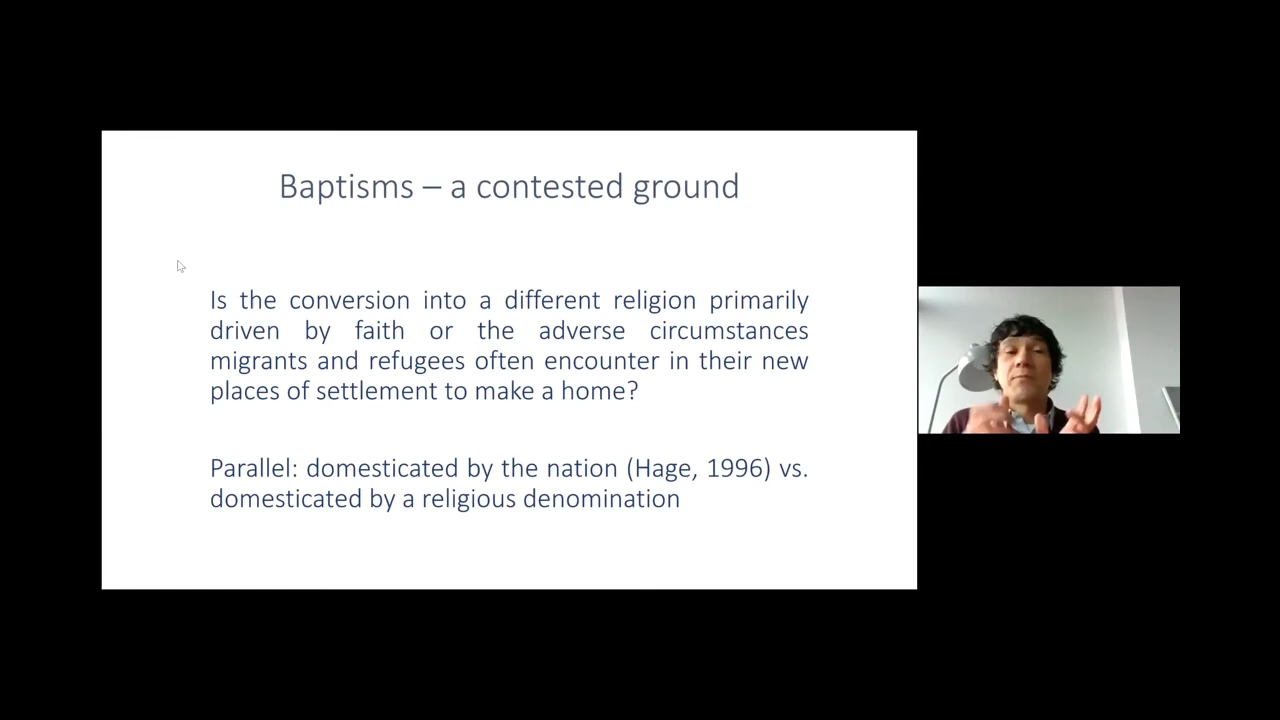 Baptisms – a contested ground
Is the conversion into a different religion primarily
driven by faith or the adverse circumstances
migrants and refugees often encounter in their new
places of settlement to make a home?
Parallel: domesticated by the nation (Hage, 1996) vs.
domesticated by a religious denomination